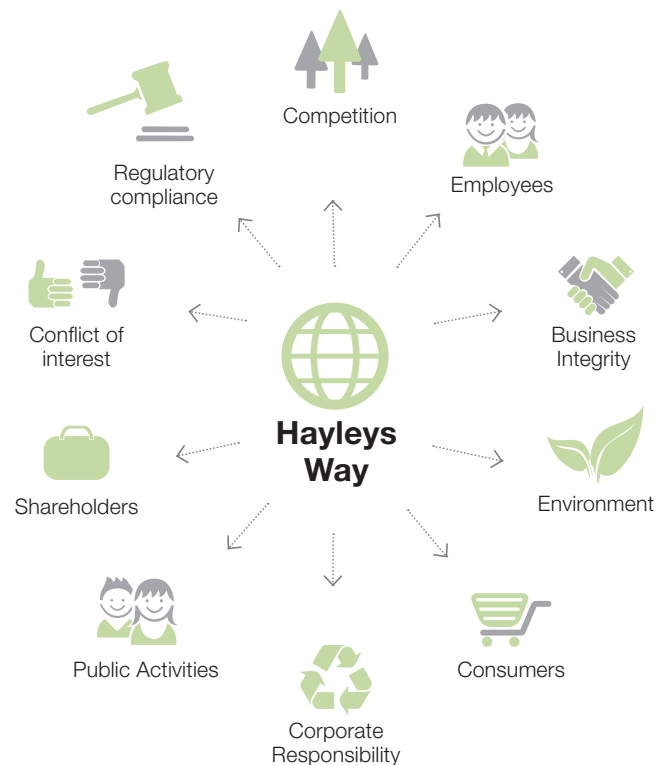 Competition
Regulatory
compliance
Employees
Conflict of
interest
Business
Integrity
Hayleys
Way
Shareholders
Environment
Public Activities
Consumers
Corporate
Responsibility